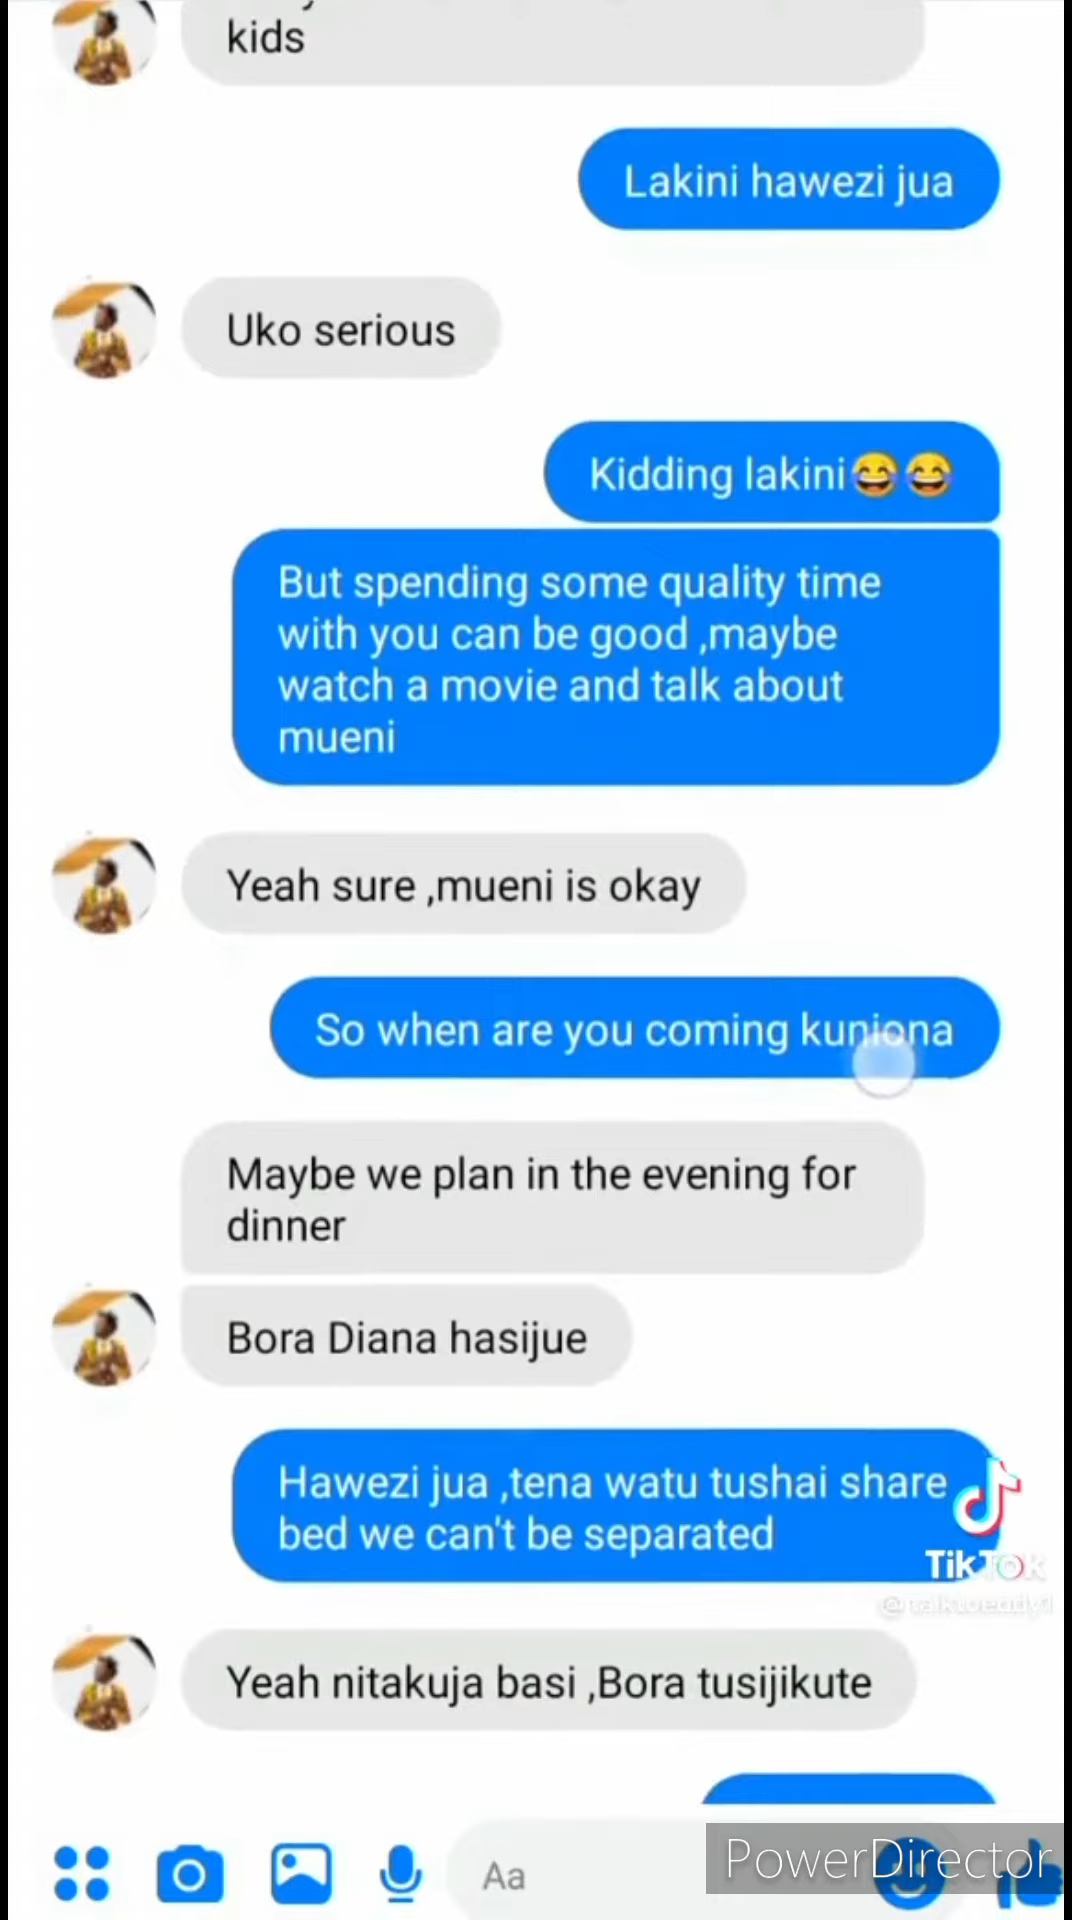 kids
Lakini hawezi jua
Uko serious
Kidding lakini😂😂
But spending some quality time
with you can be good ,maybe
watch a movie and talk about
mueni
Yeah sure ,mueni is okay
So when are you coming kuniona
Maybe we plan in the evening for
dinner
Bora Diana hasijue
Hawezi jua ,tena watu tushai share
bed we can't be separated
TikTok
Yeah nitakuja basi ,Bora tusijikute
Aa
PowerDirector